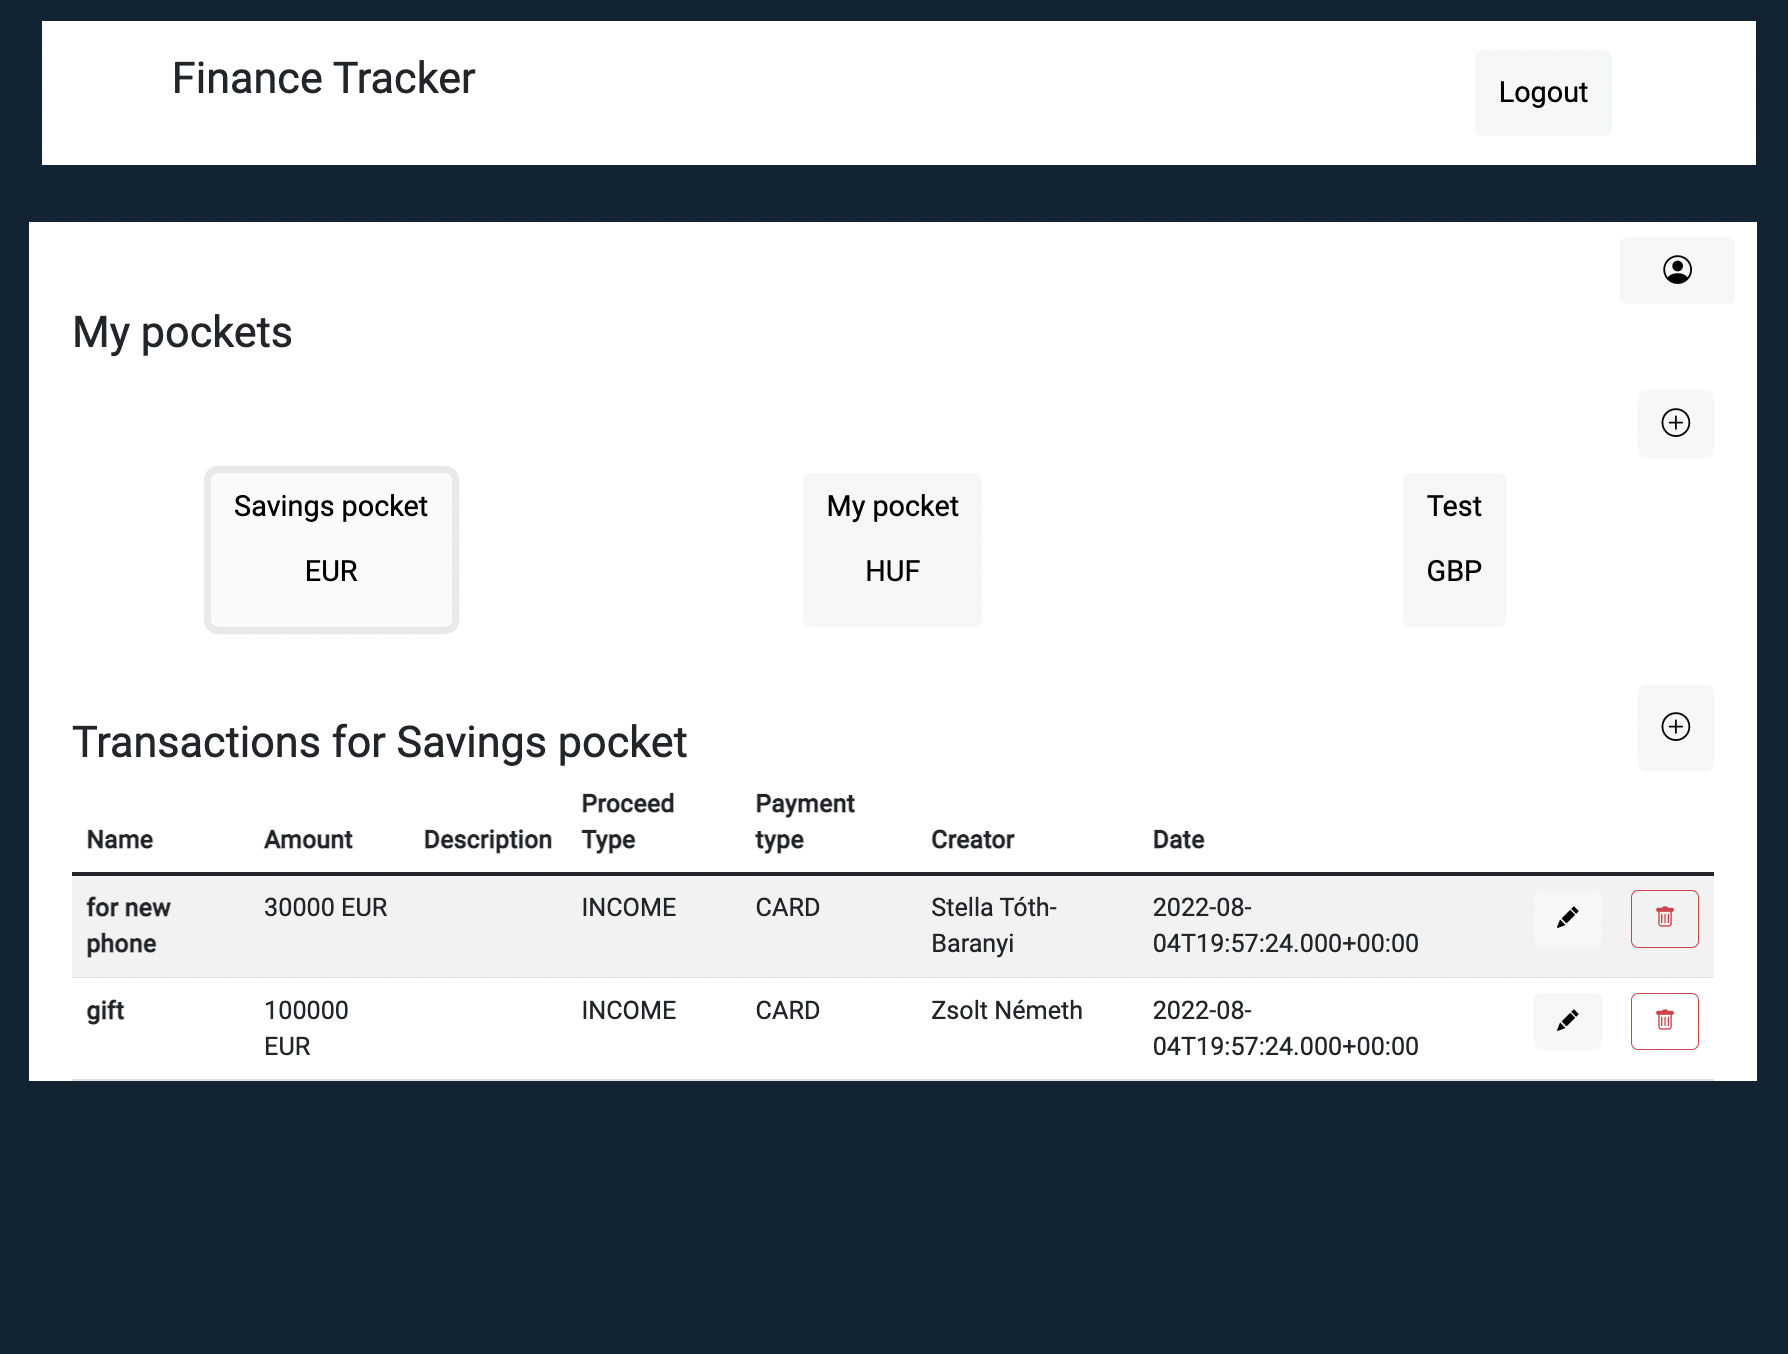 Finance Tracker
Logout
My pockets
Savings pocket
EUR
My pocket
HUF
Test
GBP
Transactions for Savings pocket
Name Amount Description Proceed Type Payment type Creator Date
for new phone 30000 EUR INCOME CARD Stella Tóth-Baranyi 2022-08-04T19:57:24.000+00:00
gift 100000 EUR INCOME CARD Zsolt Németh 2022-08-04T19:57:24.000+00:00